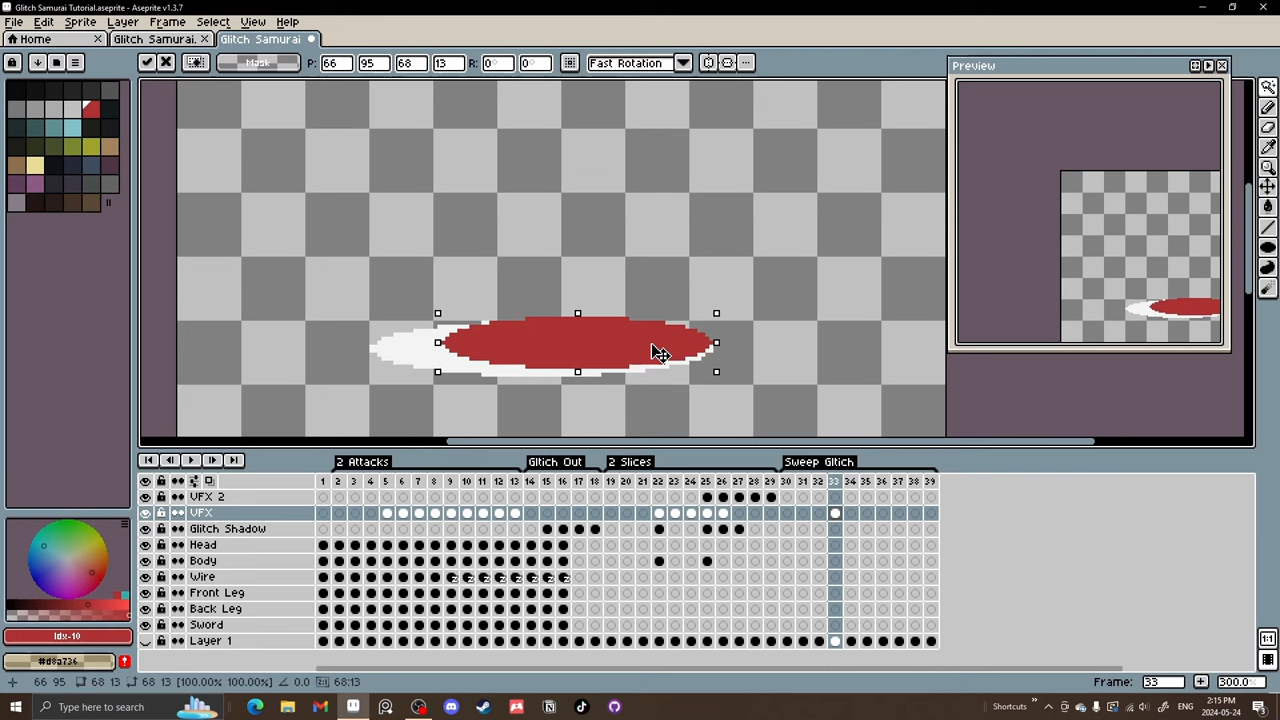 Glitch Samurai Tutorial.aseprite - Aseprite v1.3.7
File Edit Sprite Layer Frame Select View Help
Home Glitch Samurai. Glitch Samurai
Mask P: 66 95 68 13 R: 0° 0° Fast Rotation
Preview
2 Attacks Gltch Out 2 Slices Sweep Glitch
1 2 3 4 5 6 7 8 9 10 11 12 13 14 15 16 17 18 19 20 21 22 23 24 25 26 27 28 29 30 31 32 33 34 35 36 37 38 39
VFX 2
VFX
Glitch Shadow
Head
Body
Wire
Front Leg
Back Leg
Sword
Layer 1
Idx-10
#d8a736
66 95 68 13 68 13 [100.00% 100.00%] 0.0 68:13 Frame: 33 300.0
1:1
Type here to search
Shortcuts
ENG
2:15 PM
2024-05-24